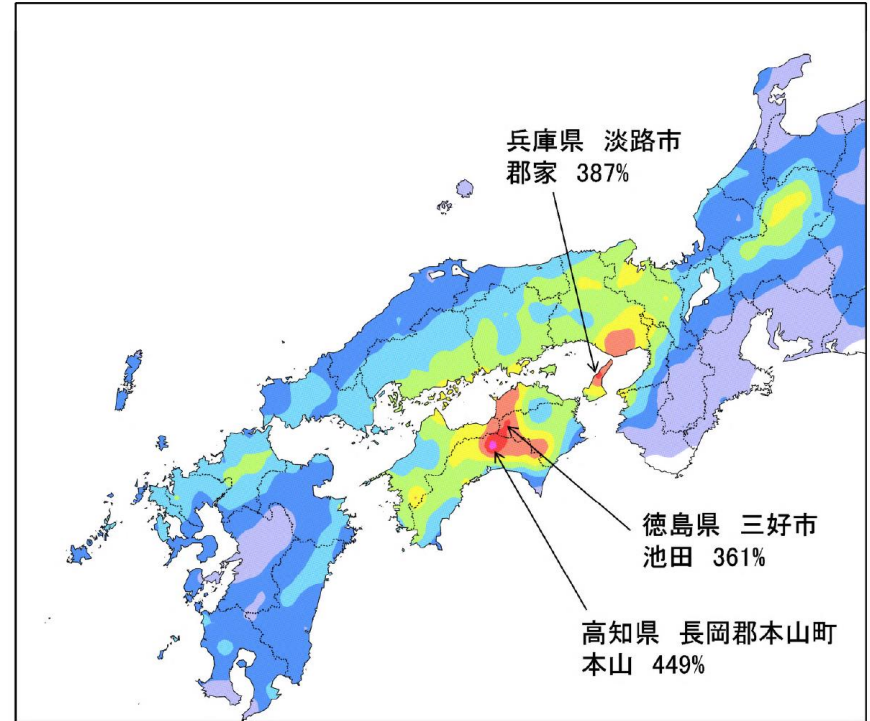 兵庫県 淡路市
郡家 387%
徳島県 三好市
池田 361%
高知県 長岡郡本山町
本山 449%